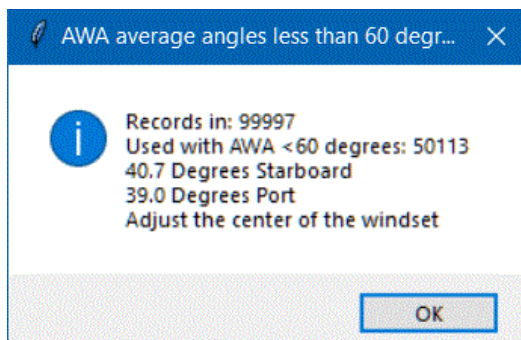 AWA average angles less than 60 degr...
Records in: 99997
Used with AWA <60 degrees: 50113
40.7 Degrees Starboard
39.0 Degrees Port
Adjust the center of the windset
OK